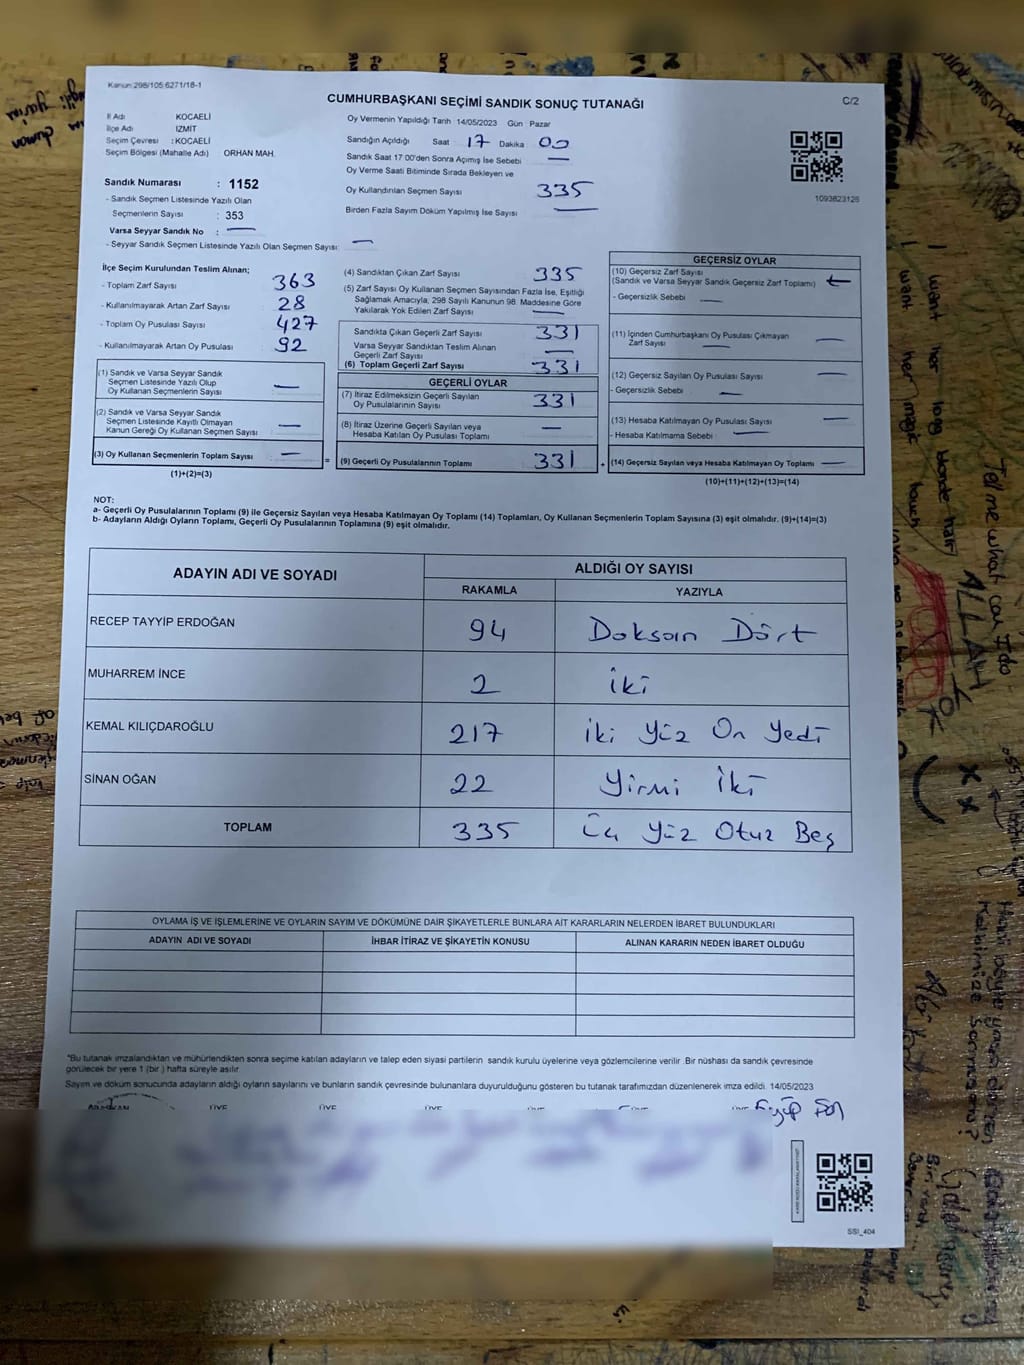 Kanun:298/105:6271/18-1
CUMHURBAŞKANI SEÇİMİ SANDIK SONUÇ TUTANAĞI
C/2
İl Adı KOCAELİ
İlçe Adı İZMİT
Seçim Çevresi : KOCAELİ
Seçim Bölgesi (Mahalle Adı) ORHAN MAH.
Sandık Numarası : 1152
- Sandık Seçmen Listesinde Yazılı Olan
Seçmenlerin Sayısı : 353
Varsa Seyyar Sandık No : —
- Seyyar Sandık Seçmen Listesinde Yazılı Olan Seçmen Sayısı: —
Oy Vermenin Yapıldığı Tarih :14/05/2023 Gün : Pazar
Sandığın Açıldığı Saat : 17 Dakika : 00
Sandık Saat 17:00'den Sonra Açımış İse Sebebi —
Oy Verme Saati Bitiminde Sırada Bekleyen ve
Oy Kullandırılan Seçmen Sayısı 335
Birden Fazla Sayım Döküm Yapılmış İse Sayısı —
1093823126
İlçe Seçim Kurulundan Teslim Alınan;
- Toplam Zarf Sayısı 363
- Kullanılmayarak Artan Zarf Sayısı 28
- Toplam Oy Pusulası Sayısı 427
- Kullanılmayarak Artan Oy Pusulası 92
(1) Sandık ve Varsa Seyyar Sandık
Seçmen Listesinde Yazılı Olup
Oy Kullanan Seçmenlerin Sayısı —
(2) Sandık ve Varsa Seyyar Sandık
Seçmen Listesinde Kayıtlı Olmayan
Kanun Gereği Oy Kullanan Seçmen Sayısı —
(3) Oy Kullanan Seçmenlerin Toplam Sayısı —
(1)+(2)=(3)
(4) Sandıktan Çıkan Zarf Sayısı 335
(5) Zarf Sayısı Oy Kullanan Seçmen Sayısından Fazla İse, Eşitliği
Sağlamak Amacıyla, 298 Sayılı Kanunun 98. Maddesine Göre
Yakılarak Yok Edilen Zarf Sayısı —
Sandıkta Çıkan Geçerli Zarf Sayısı 331
Varsa Seyyar Sandıktan Teslim Alınan
Geçerli Zarf Sayısı —
(6) Toplam Geçerli Zarf Sayısı 331
GEÇERLİ OYLAR
(7) İtiraz Edilmeksizin Geçerli Sayılan
Oy Pusulalarının Sayısı 331
(8) İtiraz Üzerine Geçerli Sayılan veya
Hesaba Katılan Oy Pusulası Toplamı —
= (9) Geçerli Oy Pusulalarının Toplamı 331
GEÇERSİZ OYLAR
(10) Geçersiz Zarf Sayısı
(Sandık ve Varsa Seyyar Sandık Geçersiz Zarf Toplamı)
- Geçersizlik Sebebi : —
(11) İçinden Cumhurbaşkanı Oy Pusulası Çıkmayan
Zarf Sayısı —
(12) Geçersiz Sayılan Oy Pusulası Sayısı —
- Geçersizlik Sebebi : —
(13) Hesaba Katılmayan Oy Pusulası Sayısı —
- Hesaba Katılmama Sebebi : —
+ (14) Geçersiz Sayılan veya Hesaba Katılmayan Oy Toplamı —
(10)+(11)+(12)+(13)=(14)
NOT:
a- Geçerli Oy Pusulalarının Toplamı (9) ile Geçersiz Sayılan veya Hesaba Katılmayan Oy Toplamı (14) Toplamları, Oy Kullanan Seçmenlerin Toplam Sayısına (3) eşit olmalıdır. (9)+(14)=(3)
b- Adayların Aldığı Oyların Toplamı, Geçerli Oy Pusulalarının Toplamına (9) eşit olmalıdır.
ADAYIN ADI VE SOYADI ALDIĞI OY SAYISI
RAKAMLA YAZIYLA
RECEP TAYYİP ERDOĞAN 94 Doksan Dört
MUHARREM İNCE 2 iki
KEMAL KILIÇDAROĞLU 217 iki Yüz On Yedi
SİNAN OĞAN 22 Yirmi İki
TOPLAM 335 Üç Yüz Otuz Beş
OYLAMA İŞ VE İŞLEMLERİNE VE OYLARIN SAYIM VE DÖKÜMÜNE DAİR ŞİKAYETLERLE BUNLARA AİT KARARLARIN NELERDEN İBARET BULUNDUKLARI
ADAYIN ADI VE SOYADI İHBAR İTİRAZ VE ŞİKAYETİN KONUSU ALINAN KARARIN NEDEN İBARET OLDUĞU
*Bu tutanak imzalandıktan ve mühürlendikten sonra seçime katılan adayların ve talep eden siyasi partilerin sandık kurulu üyelerine veya gözlemcilerine verilir .Bir nüshası da sandık çevresinde
görülecek bir yere 1 (bir ) hafta süreyle asılır
Sayım ve döküm sonucunda adayların aldığı oyların sayılarını ve bunların sandık çevresinde bulunanlara duyurulduğunu gösteren bu tutanak tarafımızdan düzenlenerek imza edildi. 14/05/2023
BAŞKAN ÜYE ÜYE ÜYE ÜYE ÜYE ÜYE Eyüp
SSI_404
I want her long blonde hair
I want her magic touch
Tell me what can I do
ALLAH YOK